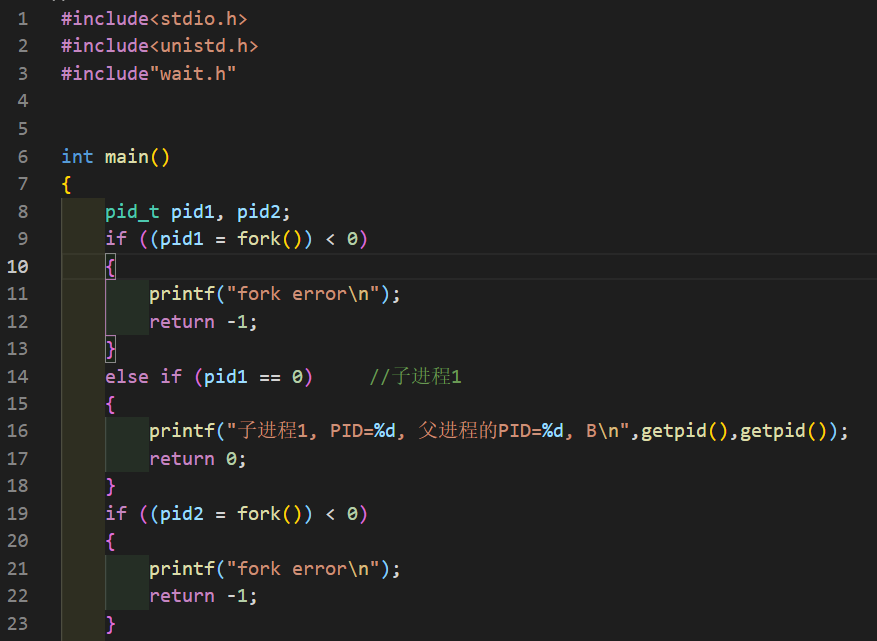 1 #include<stdio.h>
2 #include<unistd.h>
3 #include"wait.h"
4
5
6 int main()
7 {
8 pid_t pid1, pid2;
9 if ((pid1 = fork()) < 0)
10 {
11 printf("fork error\n");
12 return -1;
13 }
14 else if (pid1 == 0) //子进程1
15 {
16 printf("子进程1, PID=%d, 父进程的PID=%d, B\n",getpid(),getpid());
17 return 0;
18 }
19 if ((pid2 = fork()) < 0)
20 {
21 printf("fork error\n");
22 return -1;
23 }